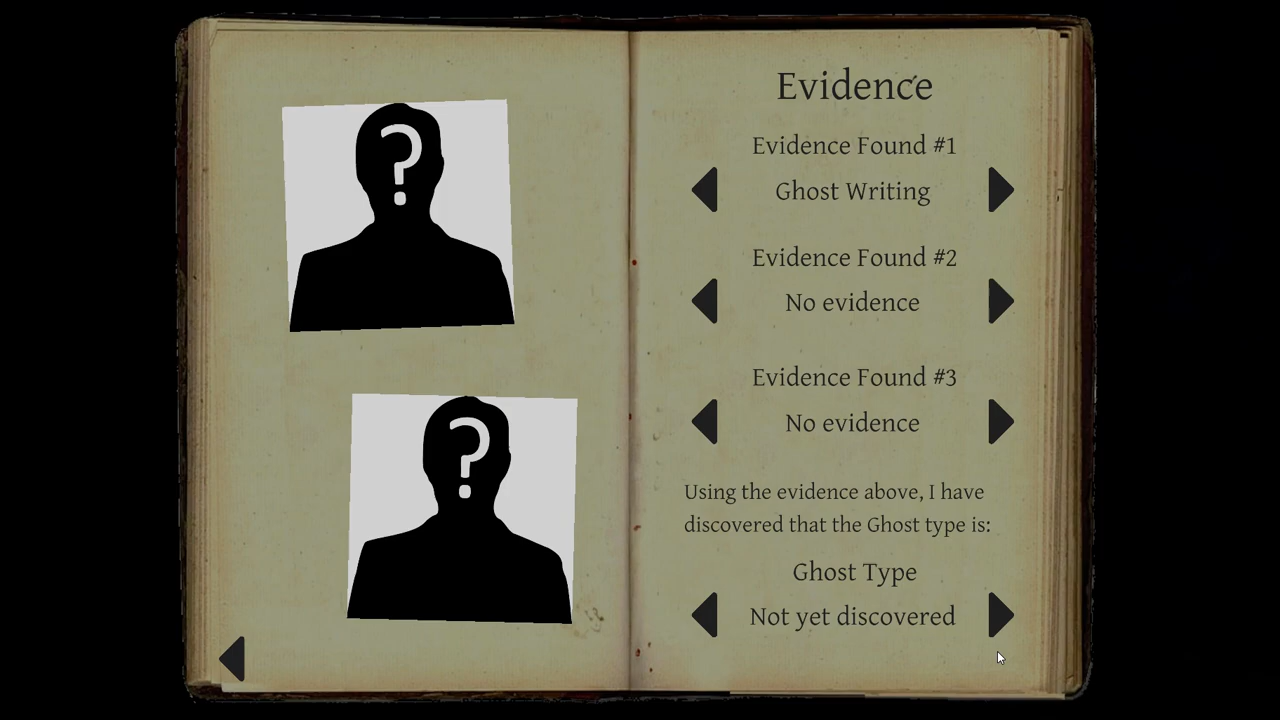 ?
?
Evidence
Evidence Found #1
Ghost Writing
Evidence Found #2
No evidence
Evidence Found #3
No evidence
Using the evidence above, I have
discovered that the Ghost type is:
Ghost Type
Not yet discovered